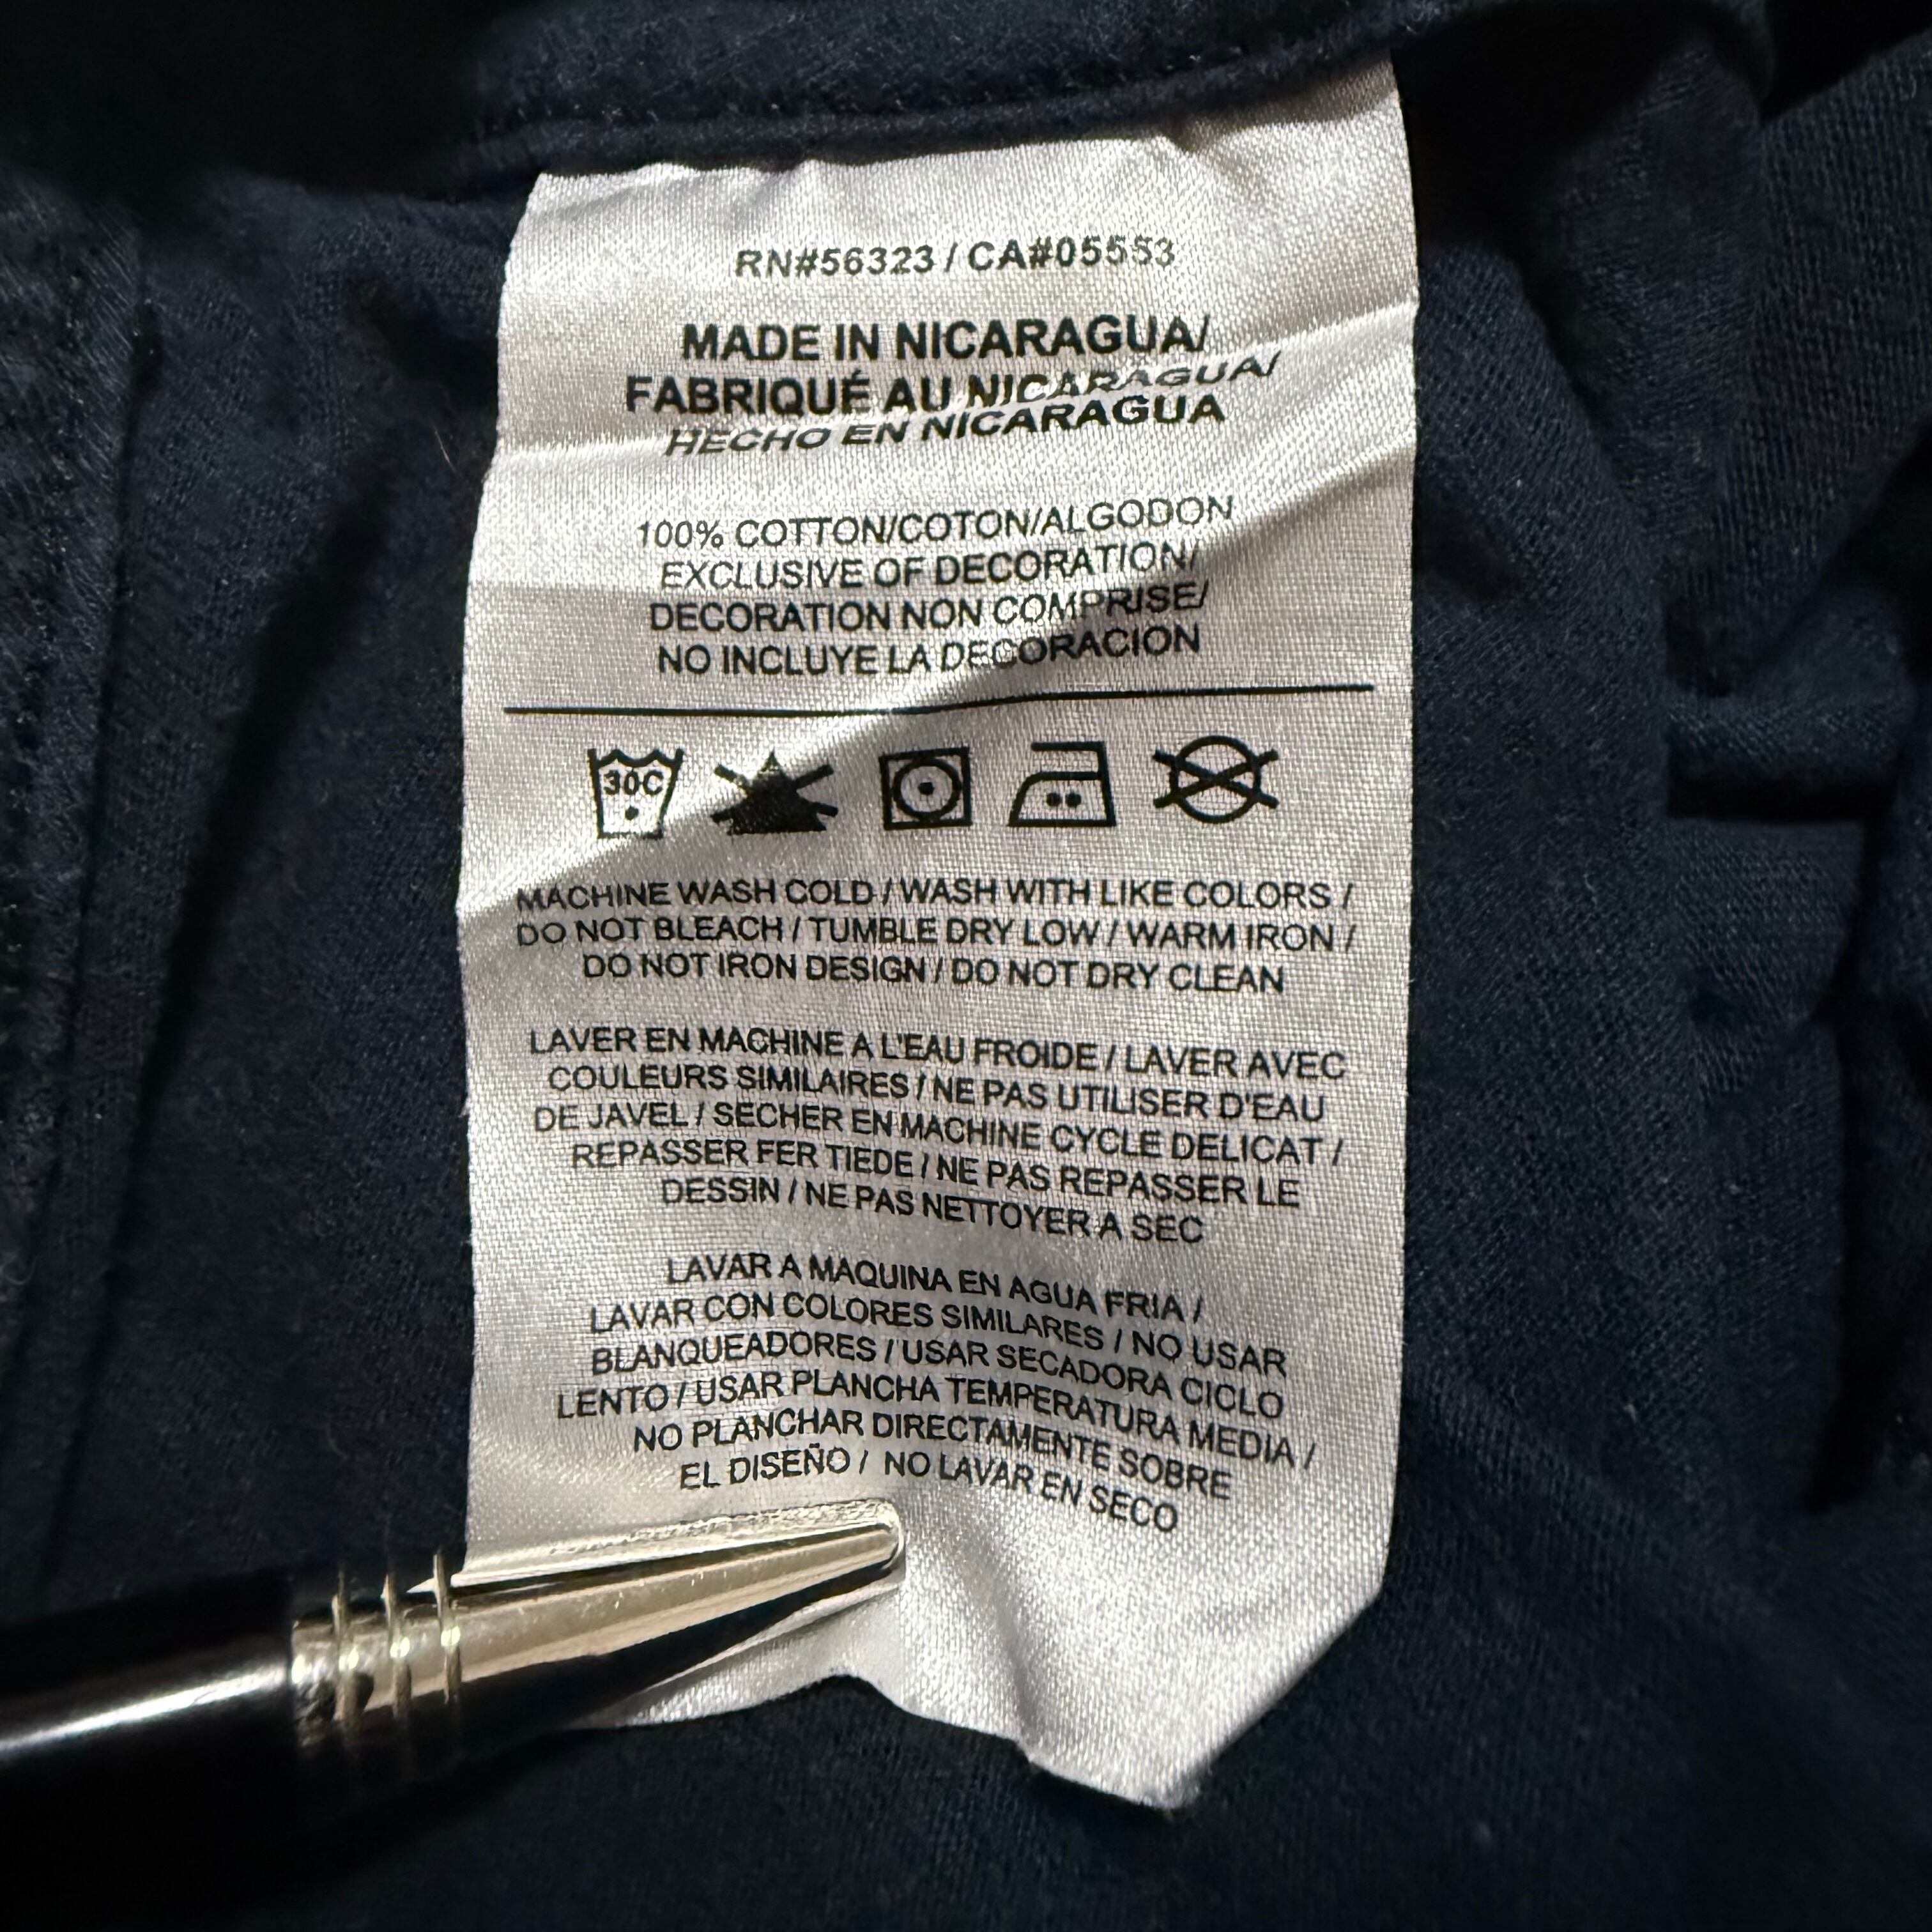 RN#56323 / CA#05553
MADE IN NICARAGUA/
FABRIQUÉ AU NICARAGUA/
HECHO EN NICARAGUA
100% COTTON/COTON/ALGODON
EXCLUSIVE OF DECORATION/
DECORATION NON COMPRISE/
NO INCLUYE LA DECORACION
30C
MACHINE WASH COLD / WASH WITH LIKE COLORS /
DO NOT BLEACH / TUMBLE DRY LOW / WARM IRON /
DO NOT IRON DESIGN / DO NOT DRY CLEAN
LAVER EN MACHINE A L'EAU FROIDE / LAVER AVEC
COULEURS SIMILAIRES / NE PAS UTILISER D'EAU
DE JAVEL / SECHER EN MACHINE CYCLE DELICAT /
REPASSER FER TIEDE / NE PAS REPASSER LE
DESSIN / NE PAS NETTOYER A SEC
LAVAR A MAQUINA EN AGUA FRIA /
LAVAR CON COLORES SIMILARES / NO USAR
BLANQUEADORES / USAR SECADORA CICLO
LENTO / USAR PLANCHA TEMPERATURA MEDIA /
NO PLANCHAR DIRECTAMENTE SOBRE
EL DISEÑO / NO LAVAR EN SECO